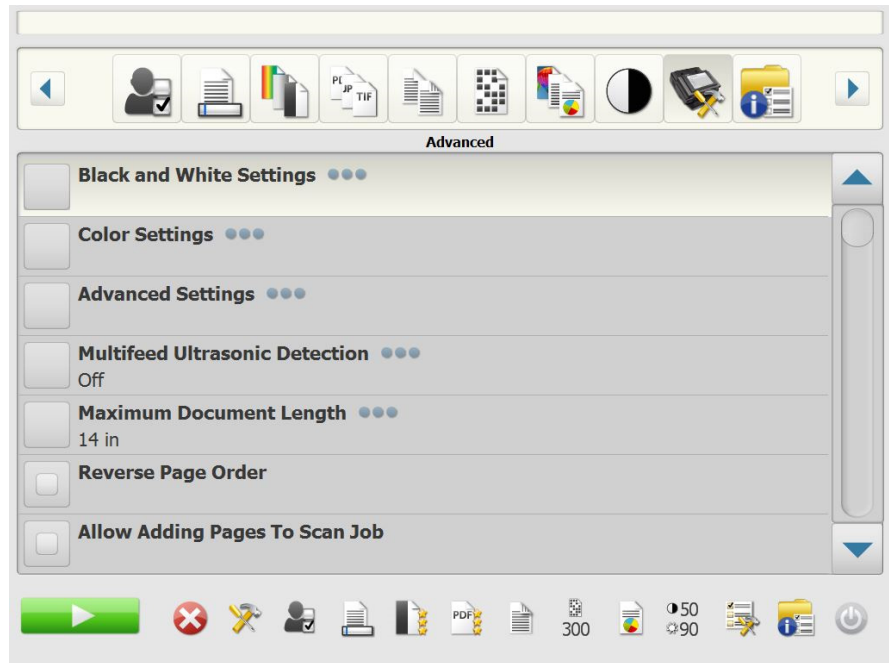 PDF JP TIF
Advanced
Black and White Settings
Color Settings
Advanced Settings
Multifeed Ultrasonic Detection
Off
Maximum Document Length
14 in
Reverse Page Order
Allow Adding Pages To Scan Job
PDF 300 50
90